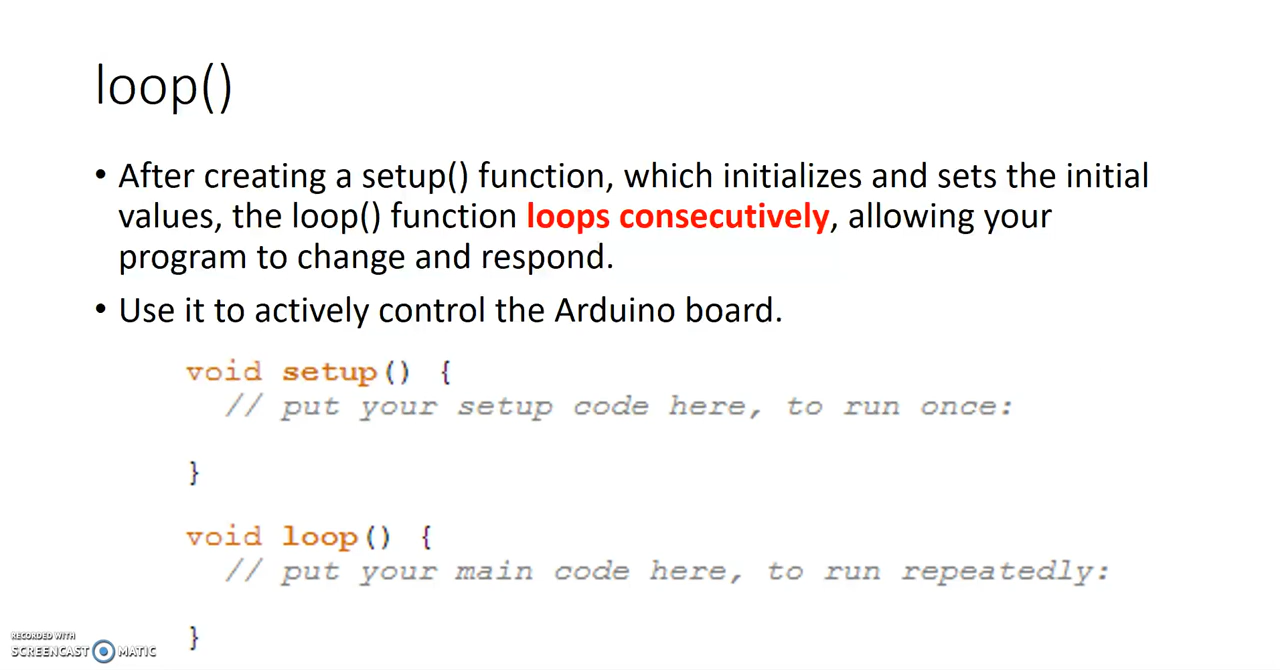 loop()
• After creating a setup() function, which initializes and sets the initial
values, the loop() function loops consecutively, allowing your
program to change and respond.
• Use it to actively control the Arduino board.
void setup() {
// put your setup code here, to run once:
}
void loop() {
// put your main code here, to run repeatedly:
}
RECORDED WITH
SCREENCAST MATIC